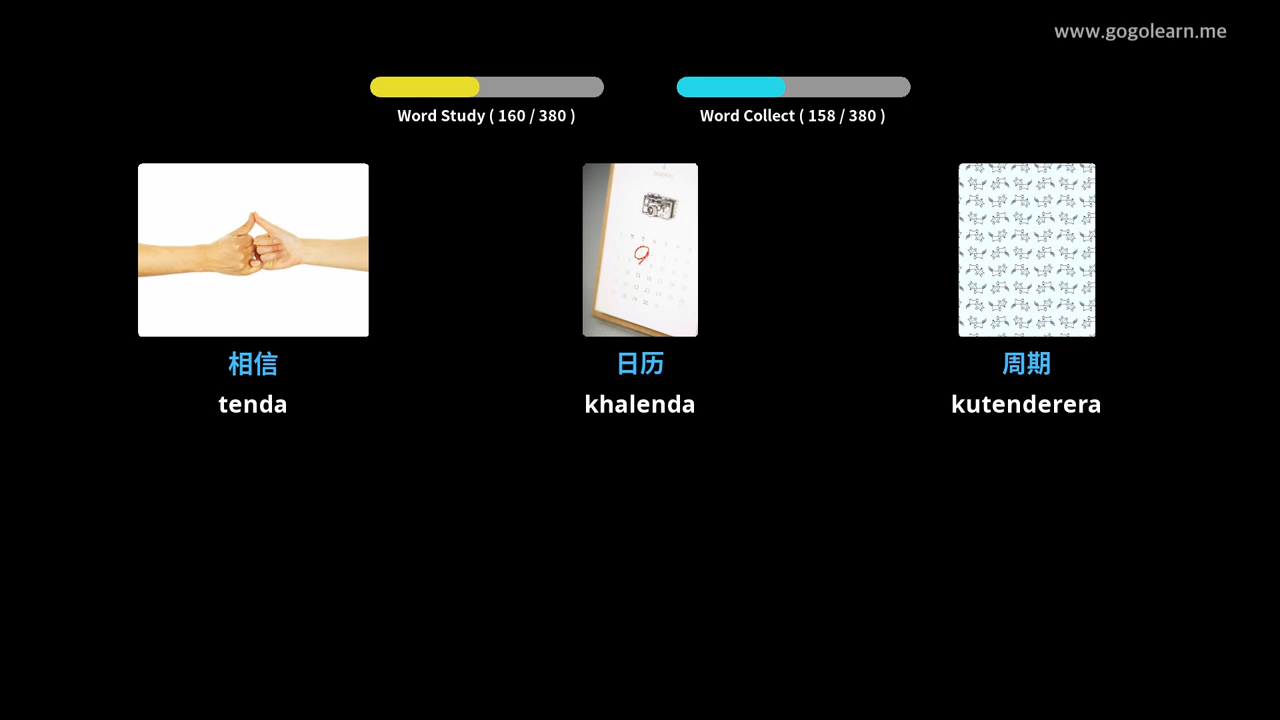 www.gogolearn.me
Word Study ( 160 / 380 )
Word Collect ( 158 / 380 )
相信
日历
周期
tenda
khalenda
kutenderera